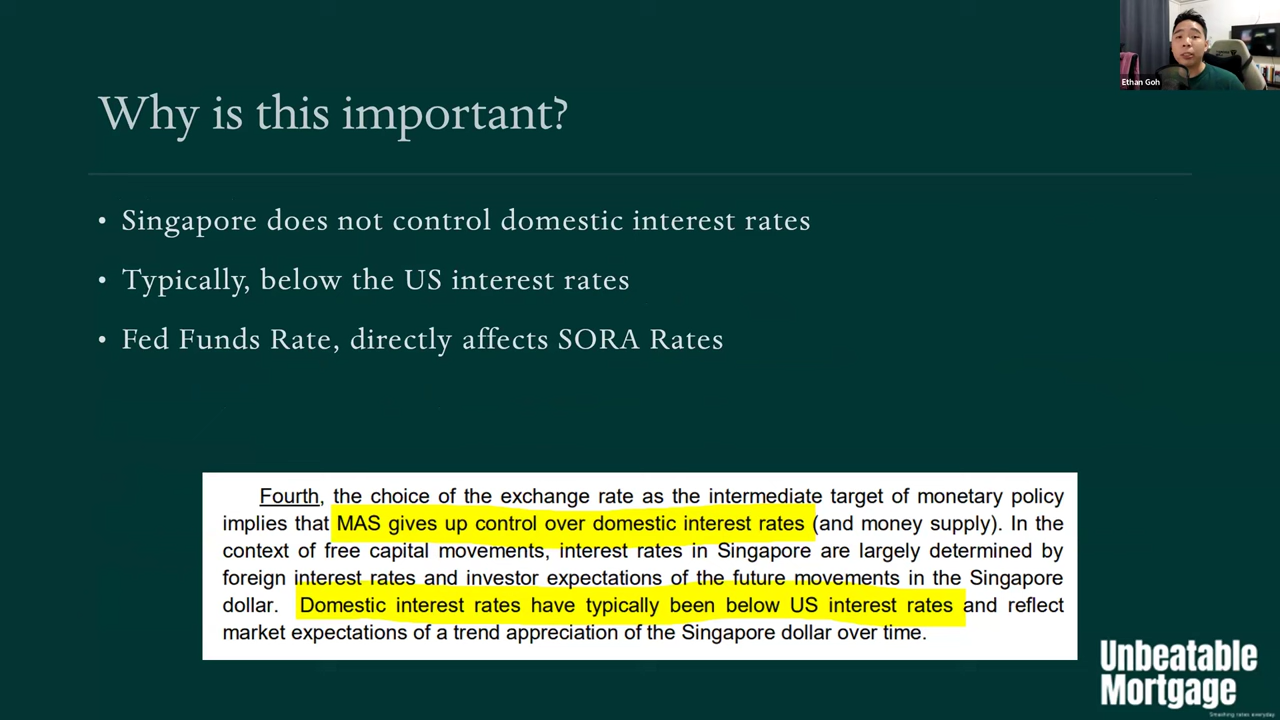 Ethan Goh
Why is this important?
• Singapore does not control domestic interest rates
• Typically, below the US interest rates
• Fed Funds Rate, directly affects SORA Rates
Fourth, the choice of the exchange rate as the intermediate target of monetary policy
implies that MAS gives up control over domestic interest rates (and money supply). In the
context of free capital movements, interest rates in Singapore are largely determined by
foreign interest rates and investor expectations of the future movements in the Singapore
dollar. Domestic interest rates have typically been below US interest rates and reflect
market expectations of a trend appreciation of the Singapore dollar over time.
Unbeatable
Mortgage
Smashing rates everyday